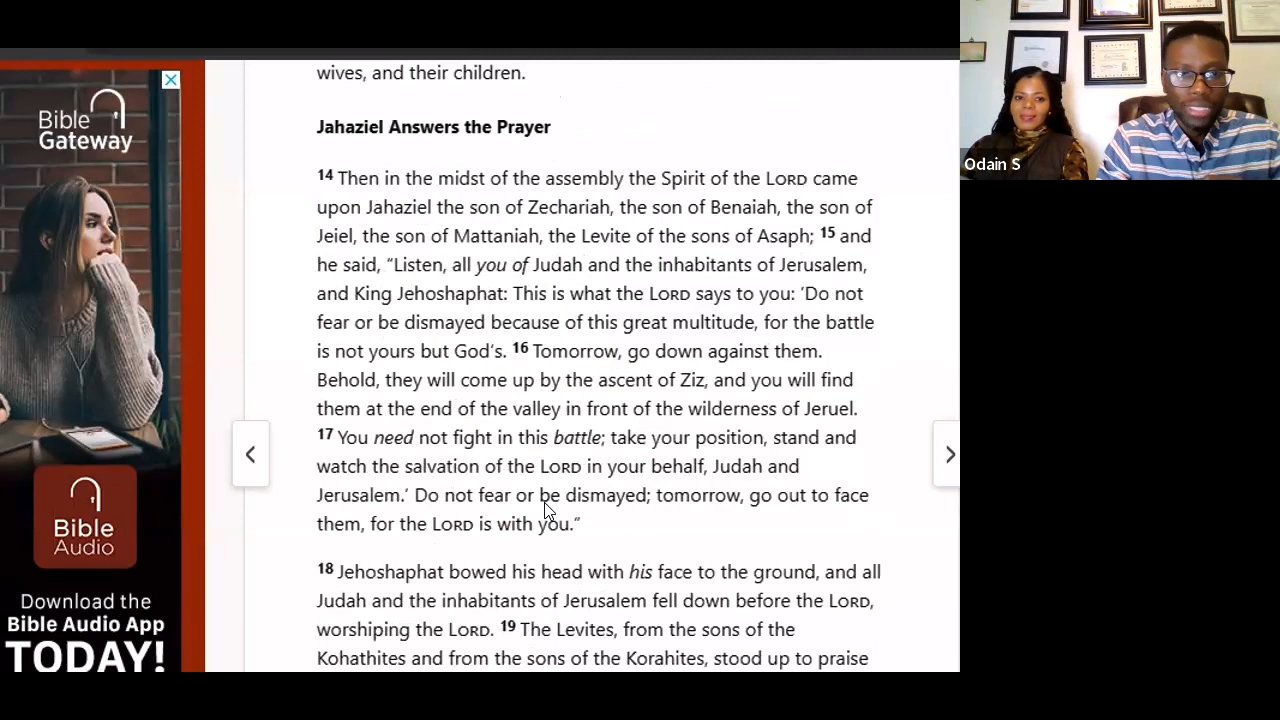 wives, and their children.
Jahaziel Answers the Prayer
14 Then in the midst of the assembly the Spirit of the LORD came
upon Jahaziel the son of Zechariah, the son of Benaiah, the son of
Jeiel, the son of Mattaniah, the Levite of the sons of Asaph; 15 and
he said, “Listen, all you of Judah and the inhabitants of Jerusalem,
and King Jehoshaphat: This is what the LORD says to you: ‘Do not
fear or be dismayed because of this great multitude, for the battle
is not yours but God’s. 16 Tomorrow, go down against them.
Behold, they will come up by the ascent of Ziz, and you will find
them at the end of the valley in front of the wilderness of Jeruel.
17 You need not fight in this battle; take your position, stand and
watch the salvation of the LORD in your behalf, Judah and
Jerusalem.’ Do not fear or be dismayed; tomorrow, go out to face
them, for the LORD is with you.”
18 Jehoshaphat bowed his head with his face to the ground, and all
Judah and the inhabitants of Jerusalem fell down before the LORD,
worshiping the LORD. 19 The Levites, from the sons of the
Kohathites and from the sons of the Korahites, stood up to praise
Bible
Gateway
Bible
Audio
Download the
Bible Audio App
TODAY!
Odain S